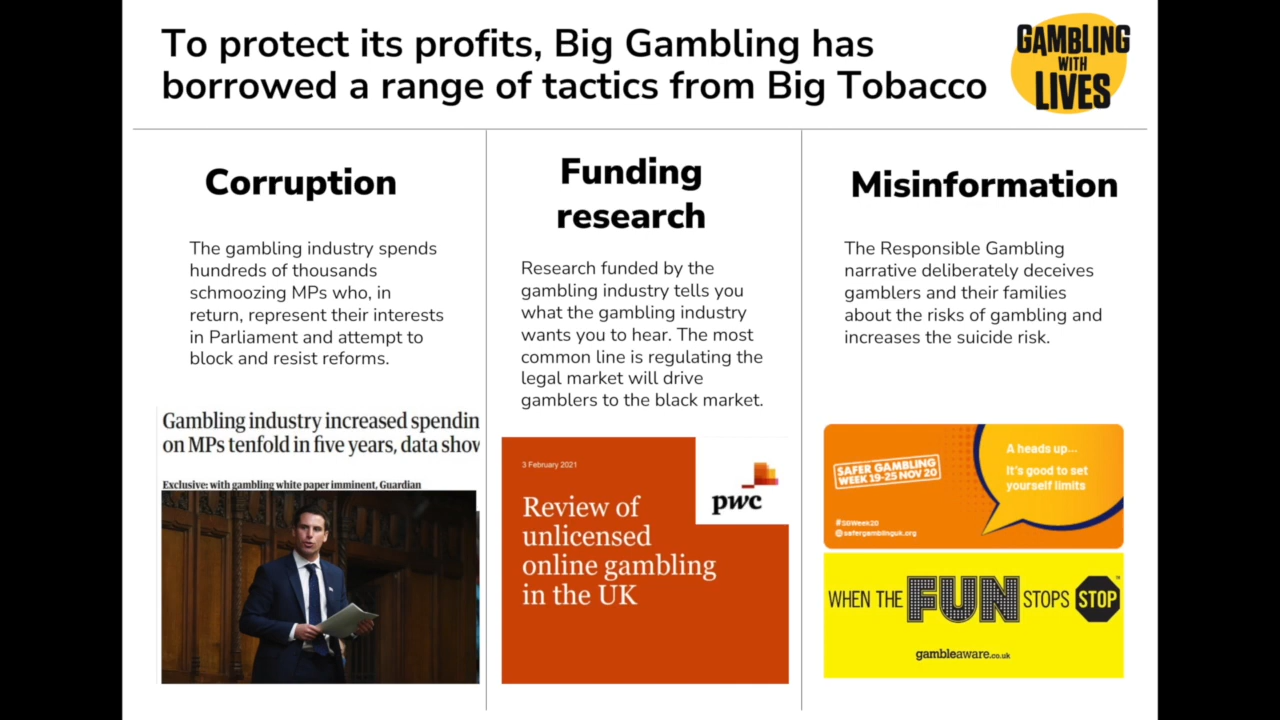 To protect its profits, Big Gambling has
borrowed a range of tactics from Big Tobacco
GAMBLING
WITH
LIVES
Corruption
The gambling industry spends
hundreds of thousands
schmoozing MPs who, in
return, represent their interests
in Parliament and attempt to
block and resist reforms.
Gambling industry increased spendin
on MPs tenfold in five years, data show
Exclusive: with gambling white paper imminent, Guardian
Funding
research
Research funded by the
gambling industry tells you
what the gambling industry
wants you to hear. The most
common line is regulating the
legal market will drive
gamblers to the black market.
3 February 2021
pwc
Review of
unlicensed
online gambling
in the UK
Misinformation
The Responsible Gambling
narrative deliberately deceives
gamblers and their families
about the risks of gambling and
increases the suicide risk.
SAFER GAMBLING
WEEK 19-25 NOV 20
A heads up...
It's good to set
yourself limits
#SGWeek20
@safergamblinguk.org
WHEN THE FUN STOPS STOP
gambleaware.co.uk